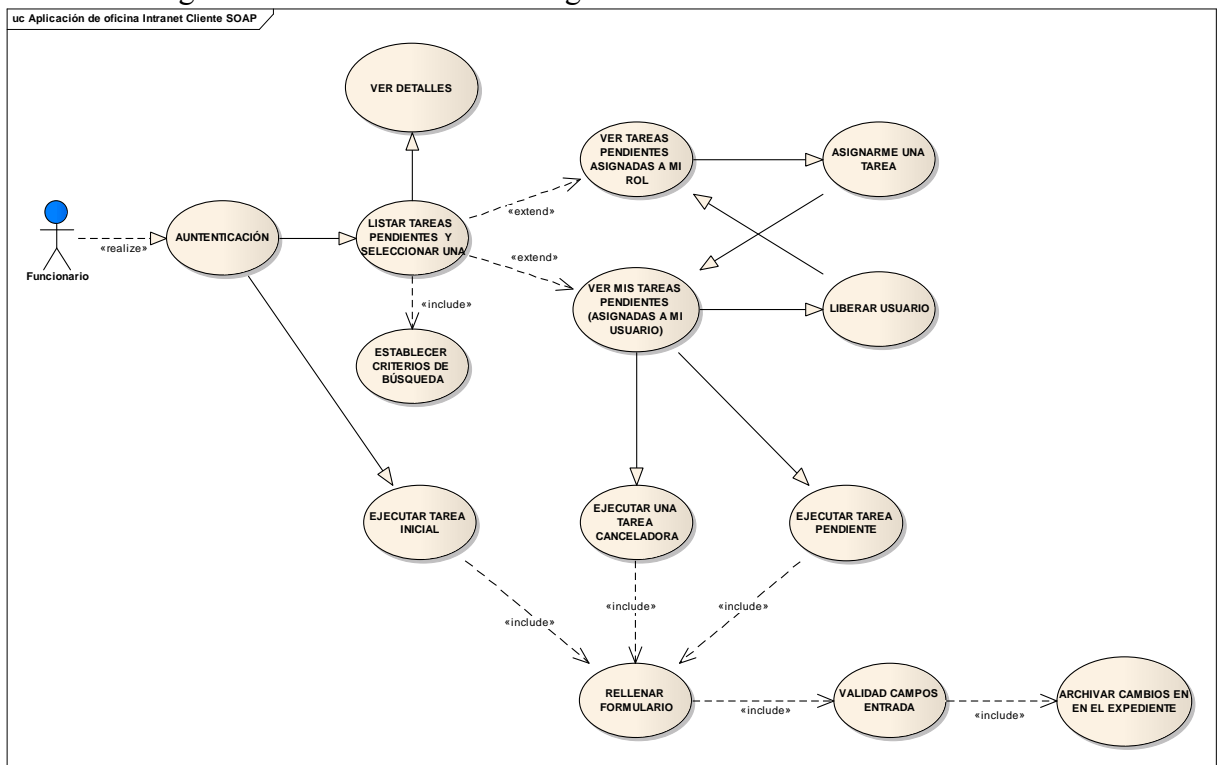 uc Aplicación de oficina Intranet Cliente SOAP
VER DETALLES
VER TAREAS
PENDIENTES
ASIGNADAS A MI
ROL
ASIGNARME UNA
TAREA
Funcionario
«realize»
AUNTENTICACIÓN
LISTAR TAREAS
PENDIENTES Y
SELECCIONAR UNA
«extend»
«extend»
«include»
VER MIS TAREAS
PENDIENTES
(ASIGNADAS A MI
USUARIO)
LIBERAR USUARIO
ESTABLECER
CRITERIOS DE
BÚSQUEDA
EJECUTAR TAREA
INICIAL
EJECUTAR UNA
TAREA
CANCELADORA
EJECUTAR TAREA
PENDIENTE
«include»
«include»
«include»
RELLENAR
FORMULARIO
«include»
VALIDAD CAMPOS
ENTRADA
«include»
ARCHIVAR CAMBIOS EN
EN EL EXPEDIENTE